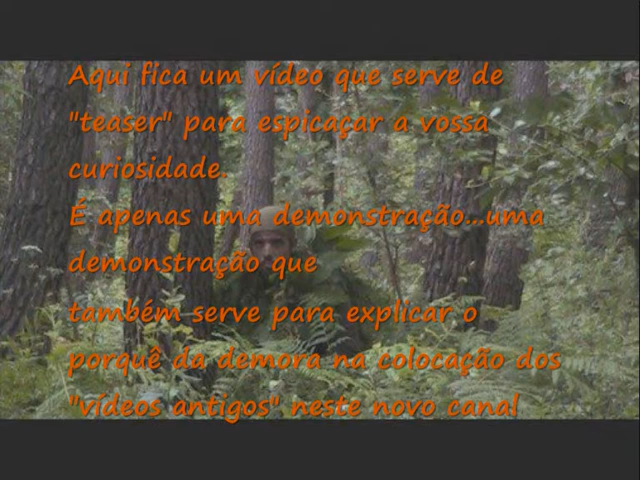 Aqui fica um vídeo que serve de
"teaser" para espicaçar a vossa
curiosidade.
É apenas uma demonstração...uma
demonstração que
também serve para explicar o
porquê da demora na colocação dos
"vídeos antigos" neste novo canal